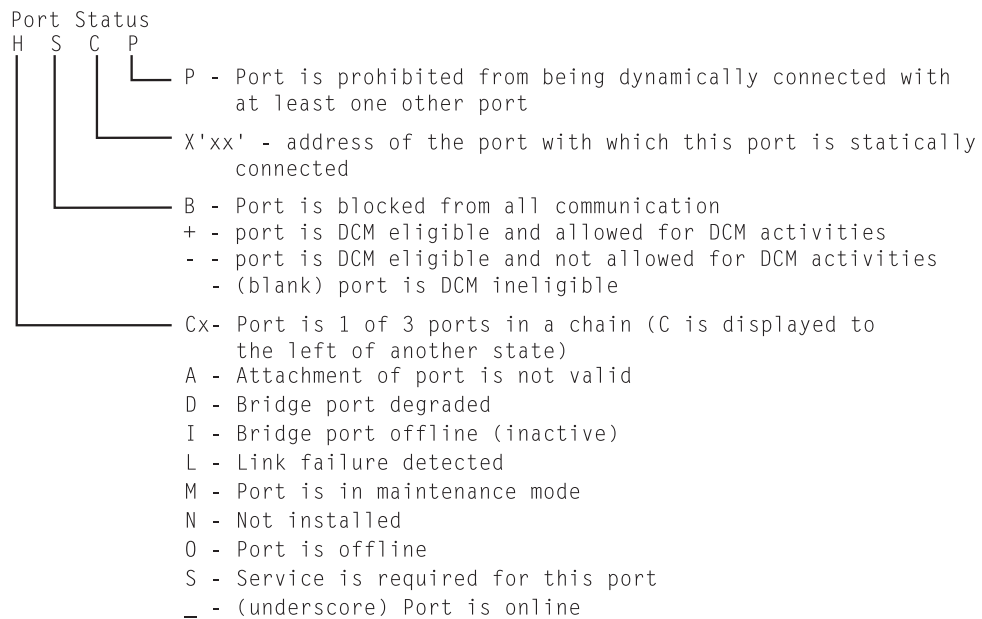 Port Status
H S C P
P - Port is prohibited from being dynamically connected with
at least one other port
X'xx' - address of the port with which this port is statically
connected
B - Port is blocked from all communication
+ - port is DCM eligible and allowed for DCM activities
- - port is DCM eligible and not allowed for DCM activities
- (blank) port is DCM ineligible
Cx- Port is 1 of 3 ports in a chain (C is displayed to
the left of another state)
A - Attachment of port is not valid
D - Bridge port degraded
I - Bridge port offline (inactive)
L - Link failure detected
M - Port is in maintenance mode
N - Not installed
O - Port is offline
S - Service is required for this port
_ - (underscore) Port is online